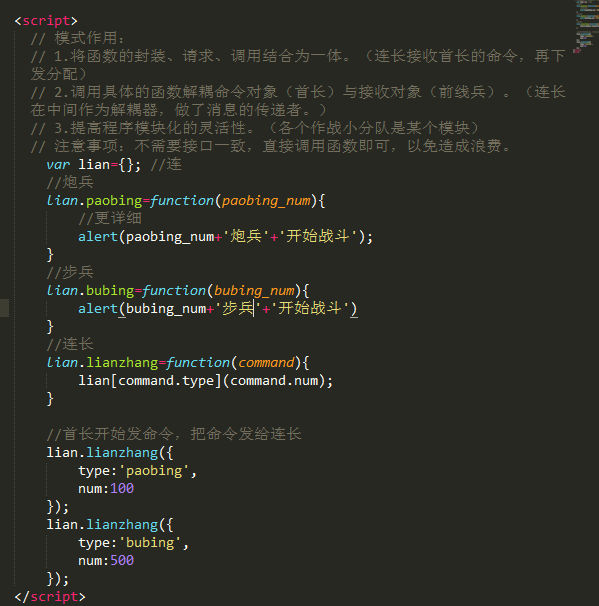 <script>
// 模式作用：
// 1.将函数的封装、请求、调用结合为一体。（连长接收首长的命令，再下
发分配）
// 2.调用具体的函数解耦命令对象（首长）与接收对象（前线兵）。（连长
在中间作为解耦器，做了消息的传递者。）
// 3.提高程序模块化的灵活性。（各个作战小分队是某个模块）
// 注意事项：不需要接口一致，直接调用函数即可，以免造成浪费。
var lian={}; //连
//炮兵
lian.paobing=function(paobing_num){
//更详细
alert(paobing_num+'炮兵'+'开始战斗');
}
//步兵
lian.bubing=function(bubing_num){
alert(bubing_num+'步兵'+'开始战斗')
}
//连长
lian.lianzhang=function(command){
lian[command.type](command.num);
}
//首长开始发命令，把命令发给连长
lian.lianzhang({
type:'paobing',
num:100
});
lian.lianzhang({
type:'bubing',
num:500
});
</script>